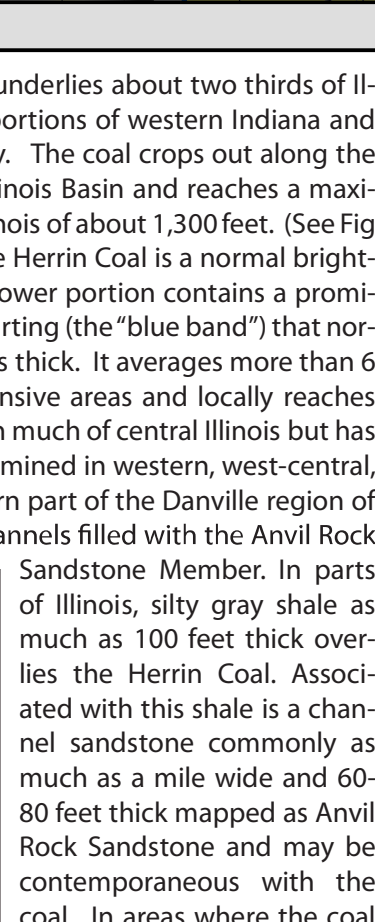 underlies about two thirds of Il-
portions of western Indiana and
y. The coal crops out along the
linois Basin and reaches a maxi-
nois of about 1,300 feet. (See Fig
e Herrin Coal is a normal bright-
lower portion contains a promi-
rting (the “blue band”) that nor-
s thick. It averages more than 6
nsive areas and locally reaches
n much of central Illinois but has
mined in western, west-central,
rn part of the Danville region of
annels filled with the Anvil Rock
Sandstone Member. In parts
of Illinois, silty gray shale as
much as 100 feet thick over-
lies the Herrin Coal. Associ-
ated with this shale is a chan-
nel sandstone commonly as
much as a mile wide and 60-
80 feet thick mapped as Anvil
Rock Sandstone and may be
contemporaneous with the
coal. In areas where the coal